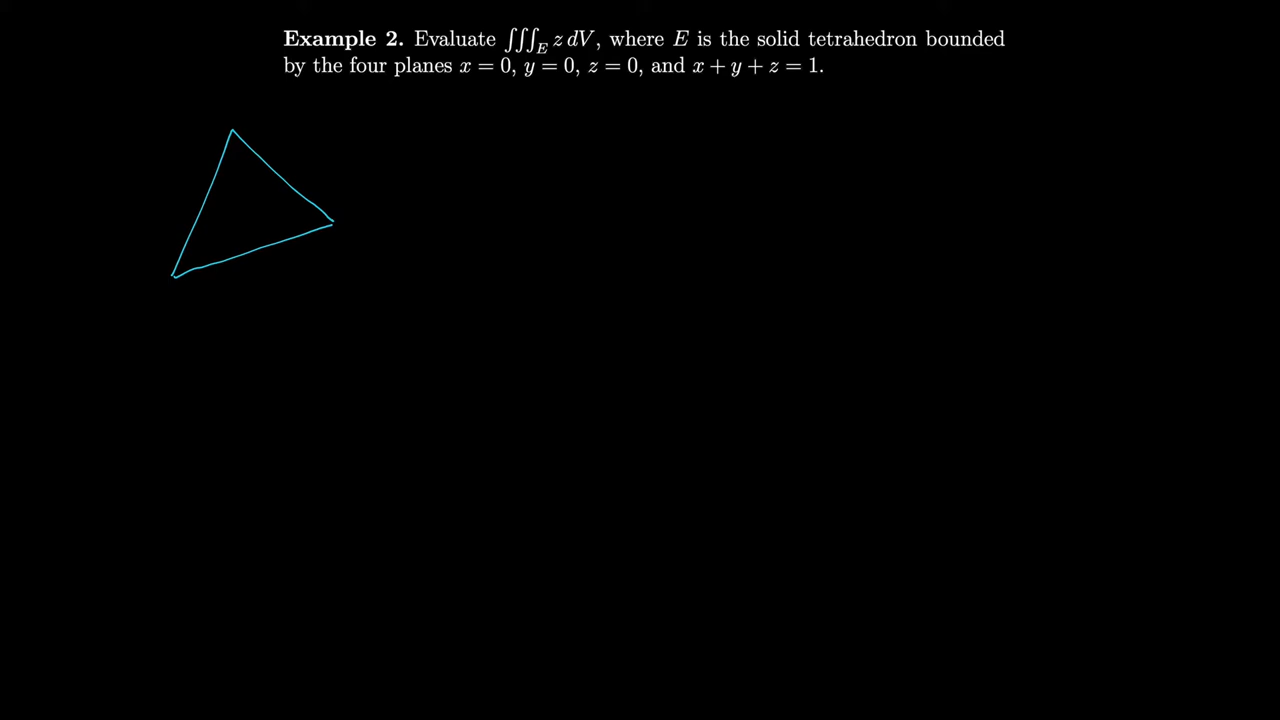 Example 2. Evaluate ∭_E z dV, where E is the solid tetrahedron bounded
by the four planes x = 0, y = 0, z = 0, and x + y + z = 1.